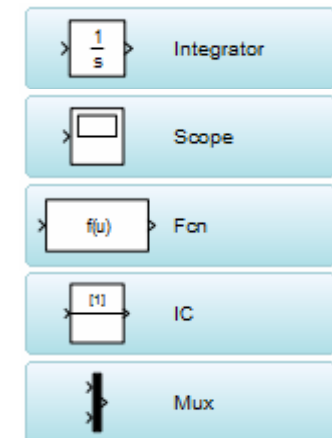 1
s
Integrator
Scope
f(u)
Fcn
[1]
IC
Mux